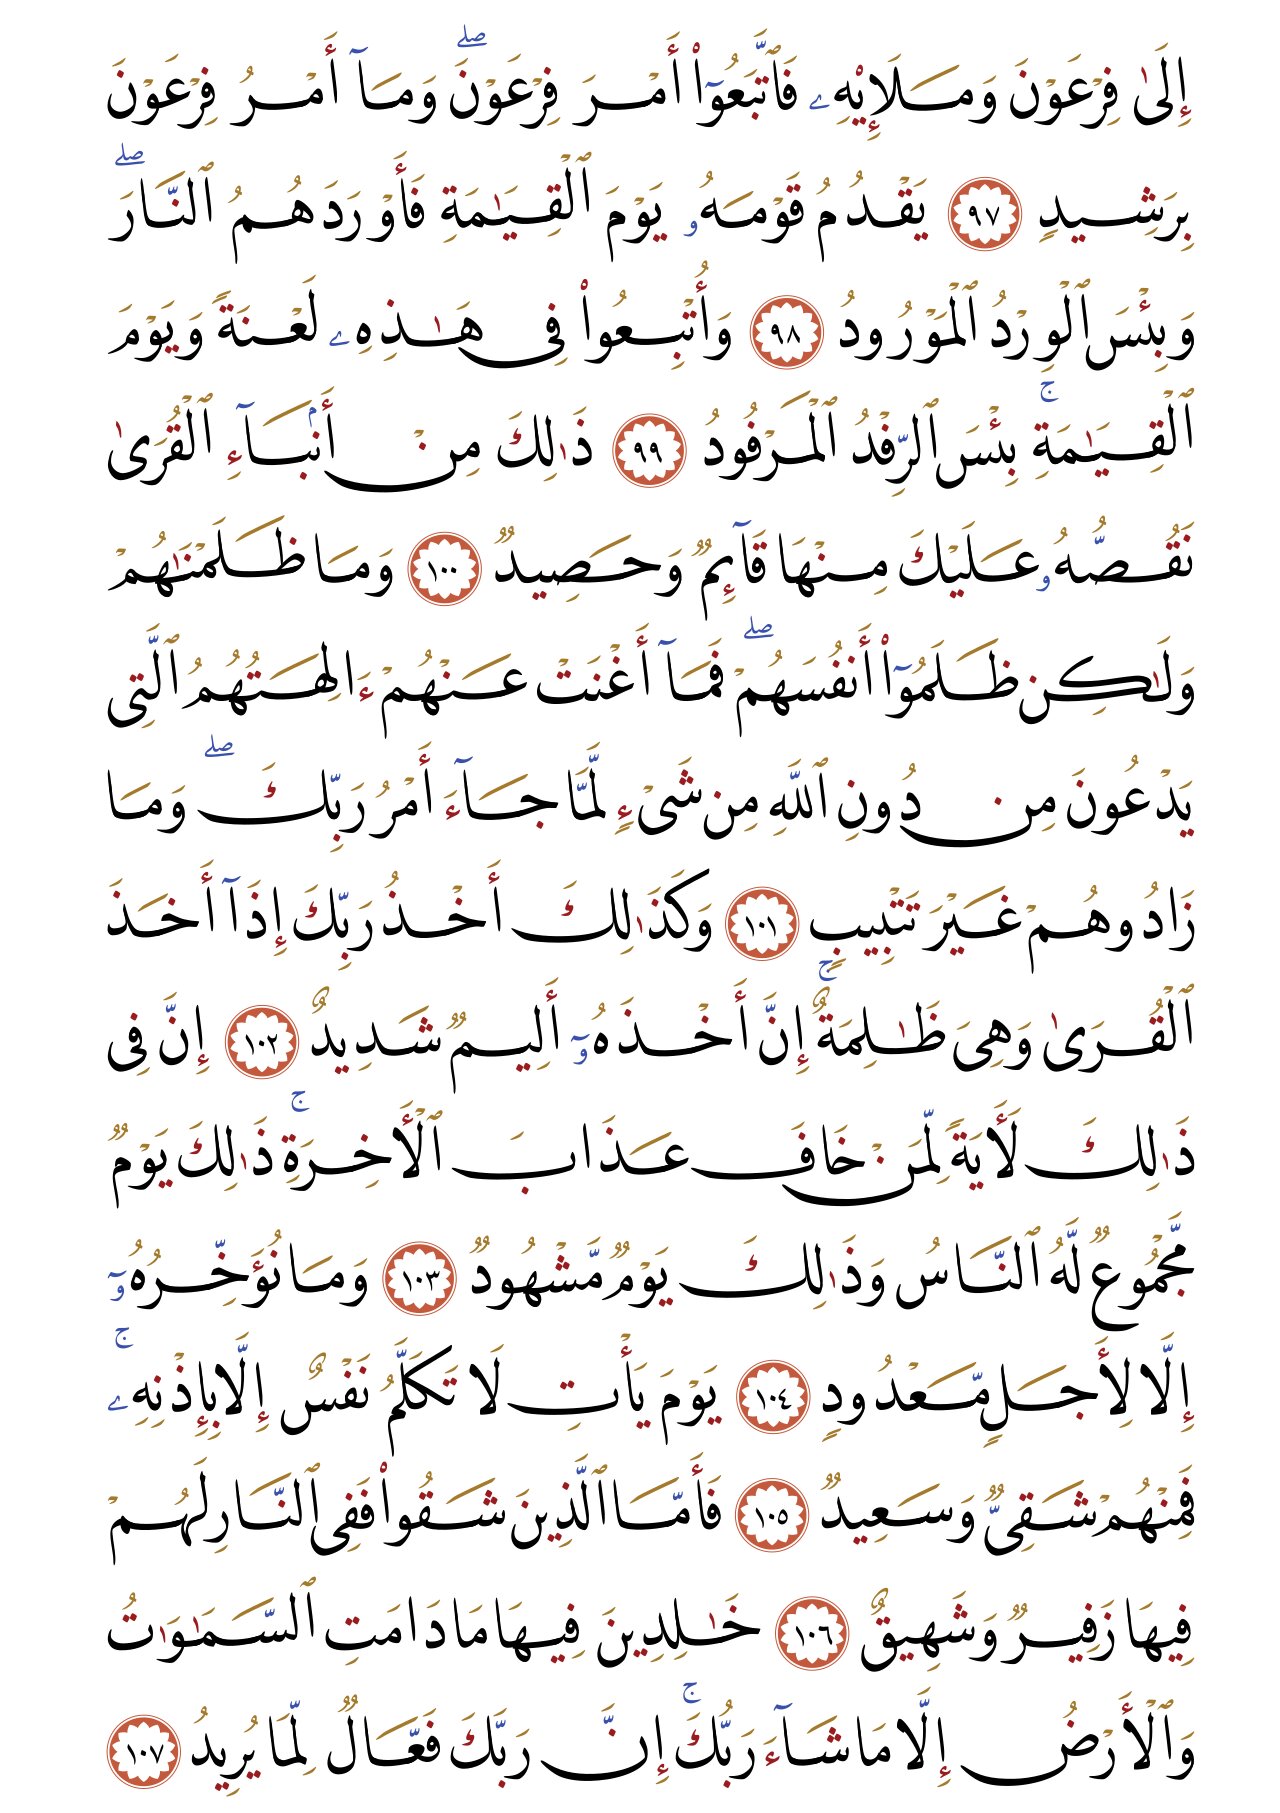 إِلَىٰ فِرْعَوْنَ وَمَلَإِيْهِۦ فَٱتَّبَعُوٓا۟ أَمْرَ فِرْعَوْنَ ۖ وَمَآ أَمْرُ فِرْعَوْنَ
بِرَشِيدٍ ٩٧ يَقْدُمُ قَوْمَهُۥ يَوْمَ ٱلْقِيَـٰمَةِ فَأَوْرَدَهُمُ ٱلنَّارَ ۖ
وَبِئْسَ ٱلْوِرْدُ ٱلْمَوْرُودُ ٩٨ وَأُتْبِعُوا۟ فِى هَـٰذِهِۦ لَعْنَةً وَيَوْمَ
ٱلْقِيَـٰمَةِ ۚ بِئْسَ ٱلرِّفْدُ ٱلْمَرْفُودُ ٩٩ ذَٰلِكَ مِنْ أَنۢبَآءِ ٱلْقُرَىٰ
نَقُصُّهُۥ عَلَيْكَ مِنْهَا قَآئِمٌ وَحَصِيدٌ ١٠٠ وَمَا ظَلَمْنَـٰهُمْ
وَلَـٰكِن ظَلَمُوٓا۟ أَنفُسَهُمْ ۖ فَمَآ أَغْنَتْ عَنْهُمْ ءَالِهَتُهُمُ ٱلَّتِى
يَدْعُونَ مِن دُونِ ٱللَّهِ مِن شَىْءٍ لَّمَّا جَآءَ أَمْرُ رَبِّكَ ۖ وَمَا
زَادُوهُمْ غَيْرَ تَتْبِيبٍ ١٠١ وَكَذَٰلِكَ أَخْذُ رَبِّكَ إِذَآ أَخَذَ
ٱلْقُرَىٰ وَهِىَ ظَـٰلِمَةٌ ۚ إِنَّ أَخْذَهُۥٓ أَلِيمٌ شَدِيدٌ ١٠٢ إِنَّ فِى
ذَٰلِكَ لَأَيَةً لِّمَنْ خَافَ عَذَابَ ٱلْأَخِرَةِ ۚ ذَٰلِكَ يَوْمٌ
مَّجْمُوعٌ لَّهُ ٱلنَّاسُ وَذَٰلِكَ يَوْمٌ مَّشْهُودٌ ١٠٣ وَمَا نُؤَخِّرُهُۥٓ
إِلَّا لِأَجَلٍ مَّعْدُودٍ ١٠٤ يَوْمَ يَأْتِ لَا تَكَلَّمُ نَفْسٌ إِلَّا بِإِذْنِهِۦ ۚ
فَمِنْهُمْ شَقِىٌّ وَسَعِيدٌ ١٠٥ فَأَمَّا ٱلَّذِينَ شَقُوا۟ فَفِى ٱلنَّارِ لَهُمْ
فِيهَا زَفِيرٌ وَشَهِيقٌ ١٠٦ خَـٰلِدِينَ فِيهَا مَا دَامَتِ ٱلسَّمَـٰوَٰتُ
وَٱلْأَرْضُ إِلَّا مَا شَآءَ رَبُّكَ ۚ إِنَّ رَبَّكَ فَعَّالٌ لِّمَا يُرِيدُ ١٠٧